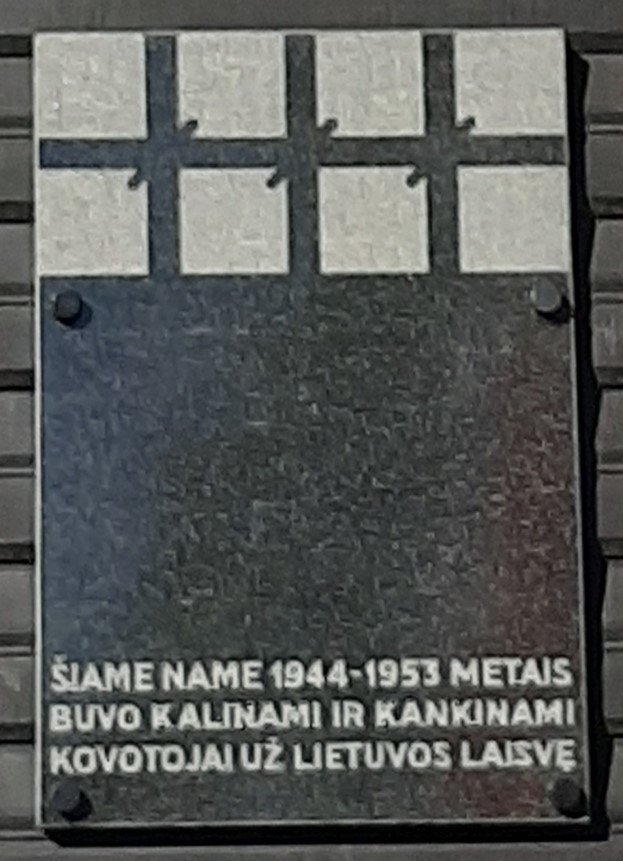 ŠIAME NAME 1944-1953 METAIS
BUVO KALINAMI IR KANKINAMI
KOVOTOJAI UŽ LIETUVOS LAISVĘ